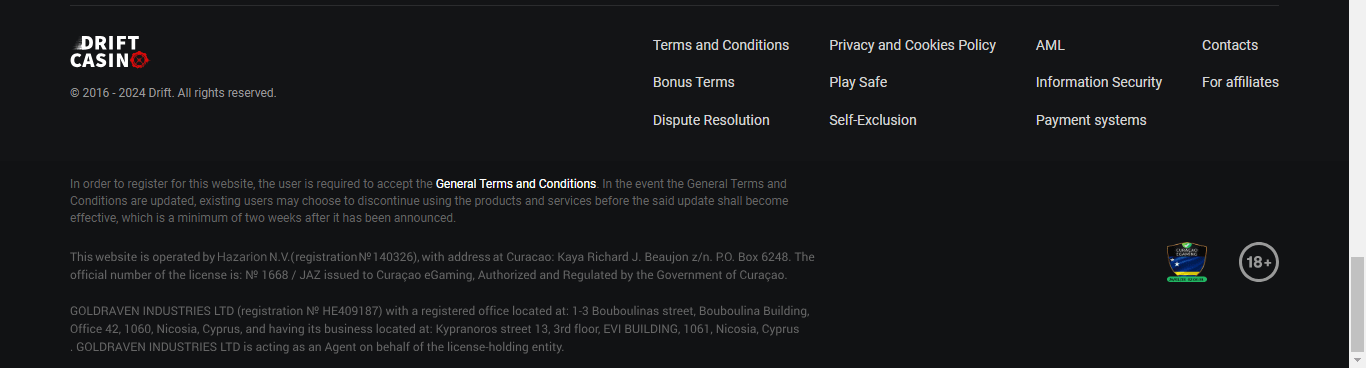 DRIFT
CASINO
© 2016 - 2024 Drift. All rights reserved.
Terms and Conditions
Privacy and Cookies Policy
AML
Contacts
Bonus Terms
Play Safe
Information Security
For affiliates
Dispute Resolution
Self-Exclusion
Payment systems
In order to register for this website, the user is required to accept the General Terms and Conditions. In the event the General Terms and
Conditions are updated, existing users may choose to discontinue using the products and services before the said update shall become
effective, which is a minimum of two weeks after it has been announced.
This website is operated by Hazarion N.V.(registration№140326), with address at Curacao: Kaya Richard J. Beaujon z/n. P.O. Box 6248. The
official number of the license is: № 1668 / JAZ issued to Curaçao eGaming, Authorized and Regulated by the Government of Curaçao.
CURAÇAO
EGAMING
18+
GOLDRAVEN INDUSTRIES LTD (registration № HE409187) with a registered office located at: 1-3 Bouboulinas street, Bouboulina Building,
Office 42, 1060, Nicosia, Cyprus, and having its business located at: Kypranoros street 13, 3rd floor, EVI BUILDING, 1061, Nicosia, Cyprus
. GOLDRAVEN INDUSTRIES LTD is acting as an Agent on behalf of the license-holding entity.